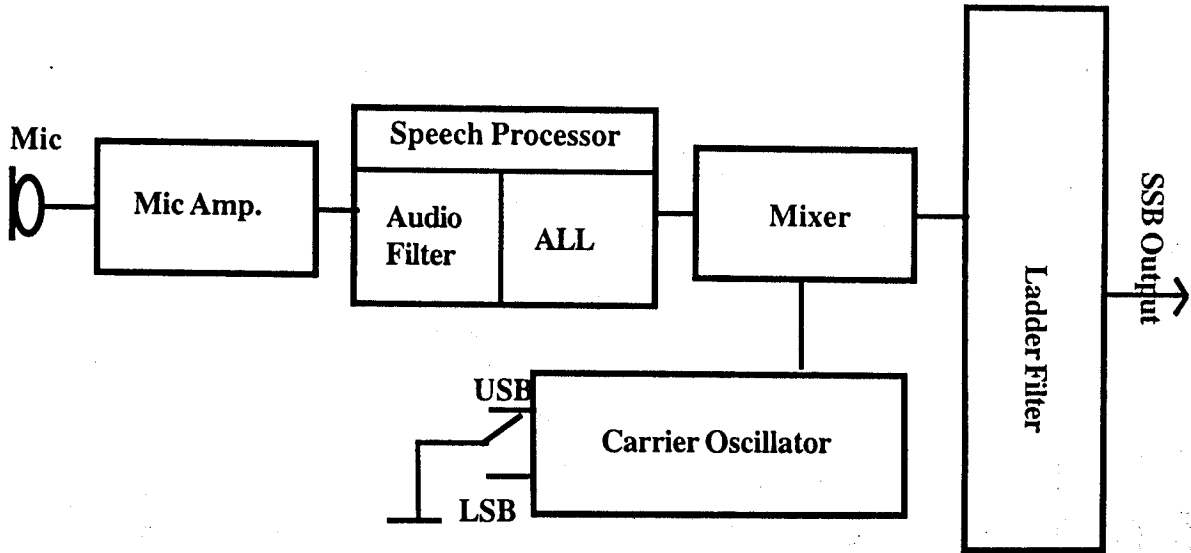 Mic
Mic Amp.
Speech Processor
Audio
Filter
ALL
Mixer
Ladder Filter
SSB Output
USB
LSB
Carrier Oscillator